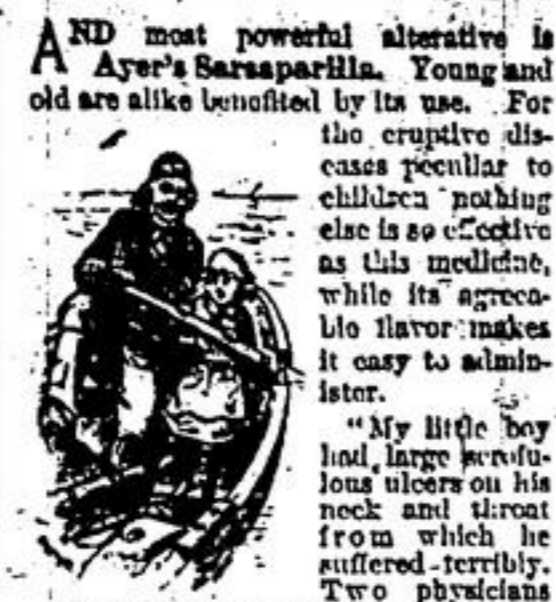 AND most powerful alterative is
Ayer's Sarsaparilla. Young and
old are alike benefited by its use. For
the eruptive dis-
eases peculiar to
children nothing
else is so effective
as this medicine,
while its agreea-
ble flavor makes
it easy to admin-
ister.
"My little boy
had large scrofu-
lous ulcers on his
neck and throat
from which he
suffered terribly.
Two physicians